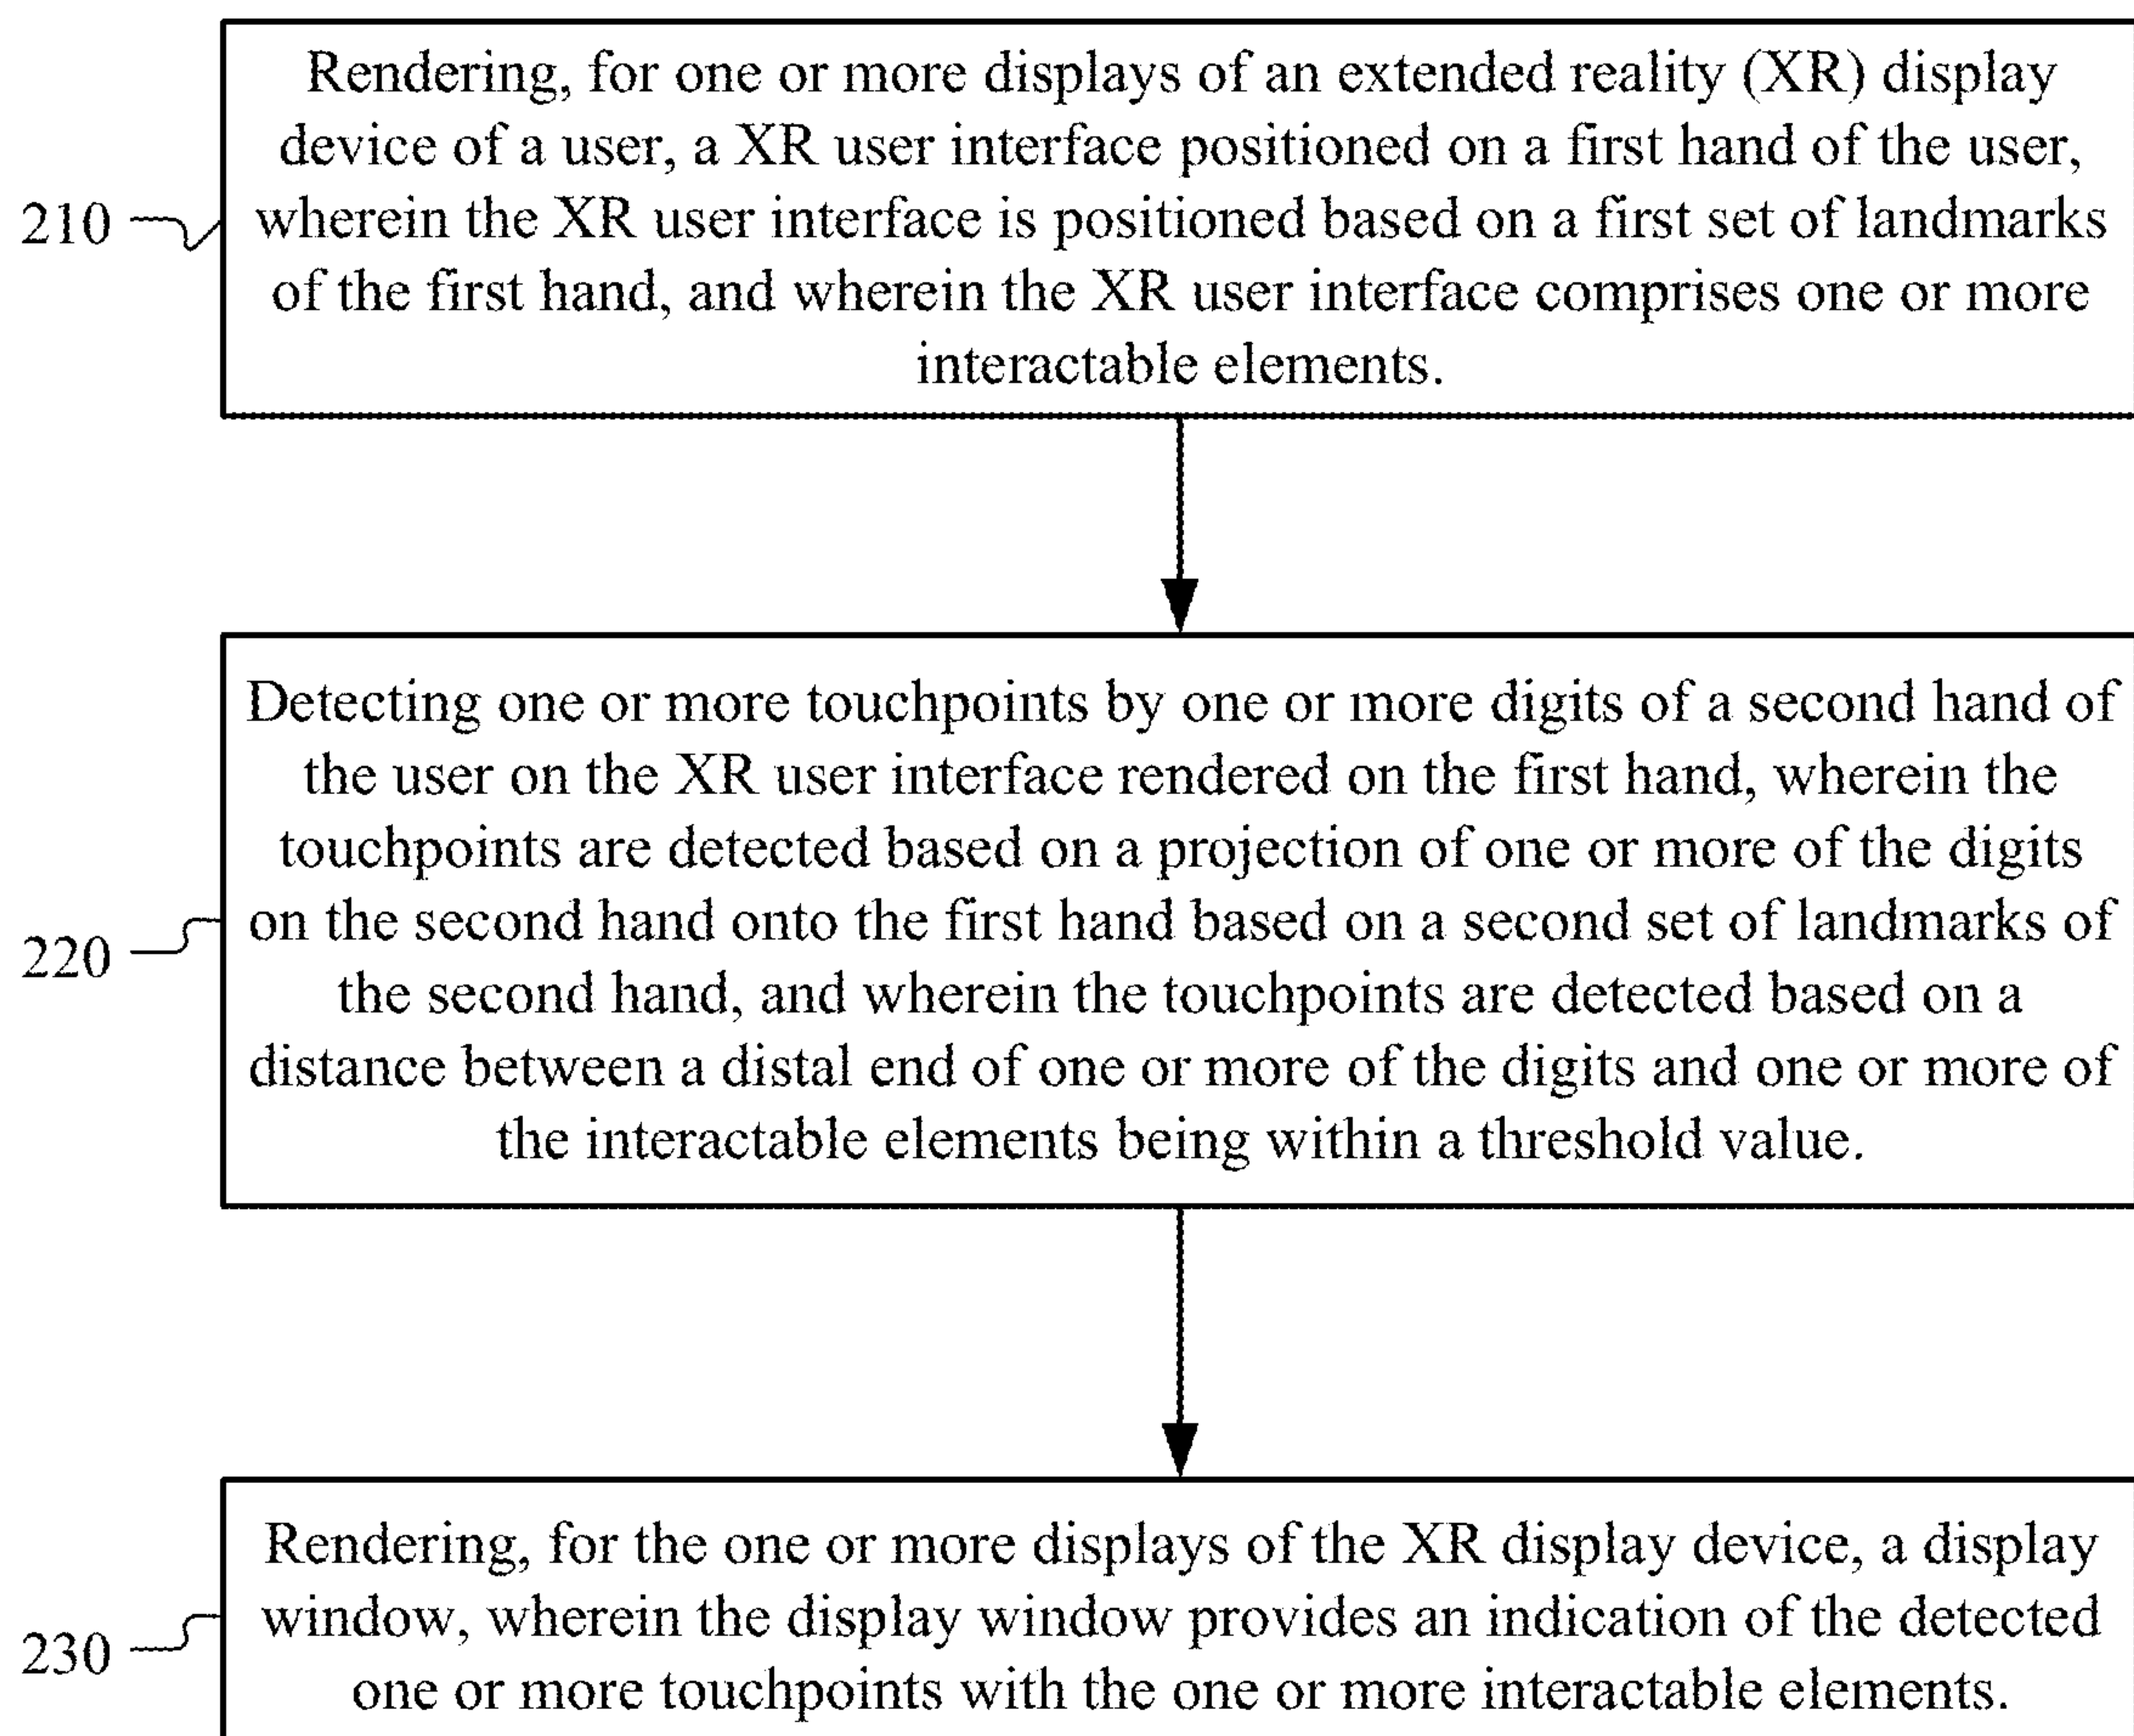 Rendering, for one or more displays of an extended reality (XR) display
device of a user, a XR user interface positioned on a first hand of the user,
wherein the XR user interface is positioned based on a first set of landmarks
of the first hand, and wherein the XR user interface comprises one or more
interactable elements.
210
Detecting one or more touchpoints by one or more digits of a second hand of
the user on the XR user interface rendered on the first hand, wherein the
touchpoints are detected based on a projection of one or more of the digits
on the second hand onto the first hand based on a second set of landmarks of
the second hand, and wherein the touchpoints are detected based on a
distance between a distal end of one or more of the digits and one or more of
the interactable elements being within a threshold value.
220
Rendering, for the one or more displays of the XR display device, a display
window, wherein the display window provides an indication of the detected
one or more touchpoints with the one or more interactable elements.
230